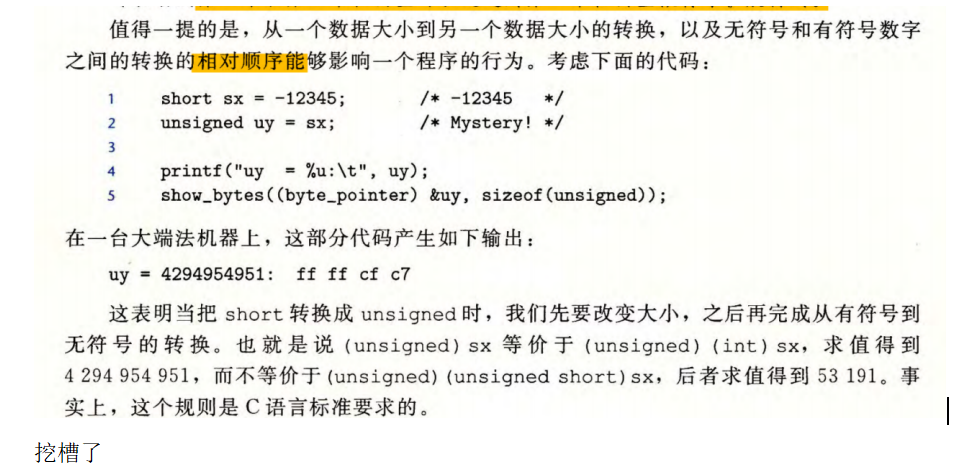 值得一提的是，从一个数据大小到另一个数据大小的转换，以及无符号和有符号数字
之间的转换的相对顺序能够影响一个程序的行为。考虑下面的代码：
1 short sx = -12345; /* -12345 */
2 unsigned uy = sx; /* Mystery! */
3
4 printf("uy = %u:\t", uy);
5 show_bytes((byte_pointer) &uy, sizeof(unsigned));
在一台大端法机器上，这部分代码产生如下输出：
uy = 4294954951: ff ff cf c7
这表明当把 short 转换成 unsigned 时，我们先要改变大小，之后再完成从有符号到
无符号的转换。也就是说 (unsigned) sx 等价于 (unsigned) (int) sx，求值得到
4 294 954 951，而不等价于 (unsigned) (unsigned short) sx，后者求值得到 53 191。事
实上，这个规则是 C 语言标准要求的。
挖槽了